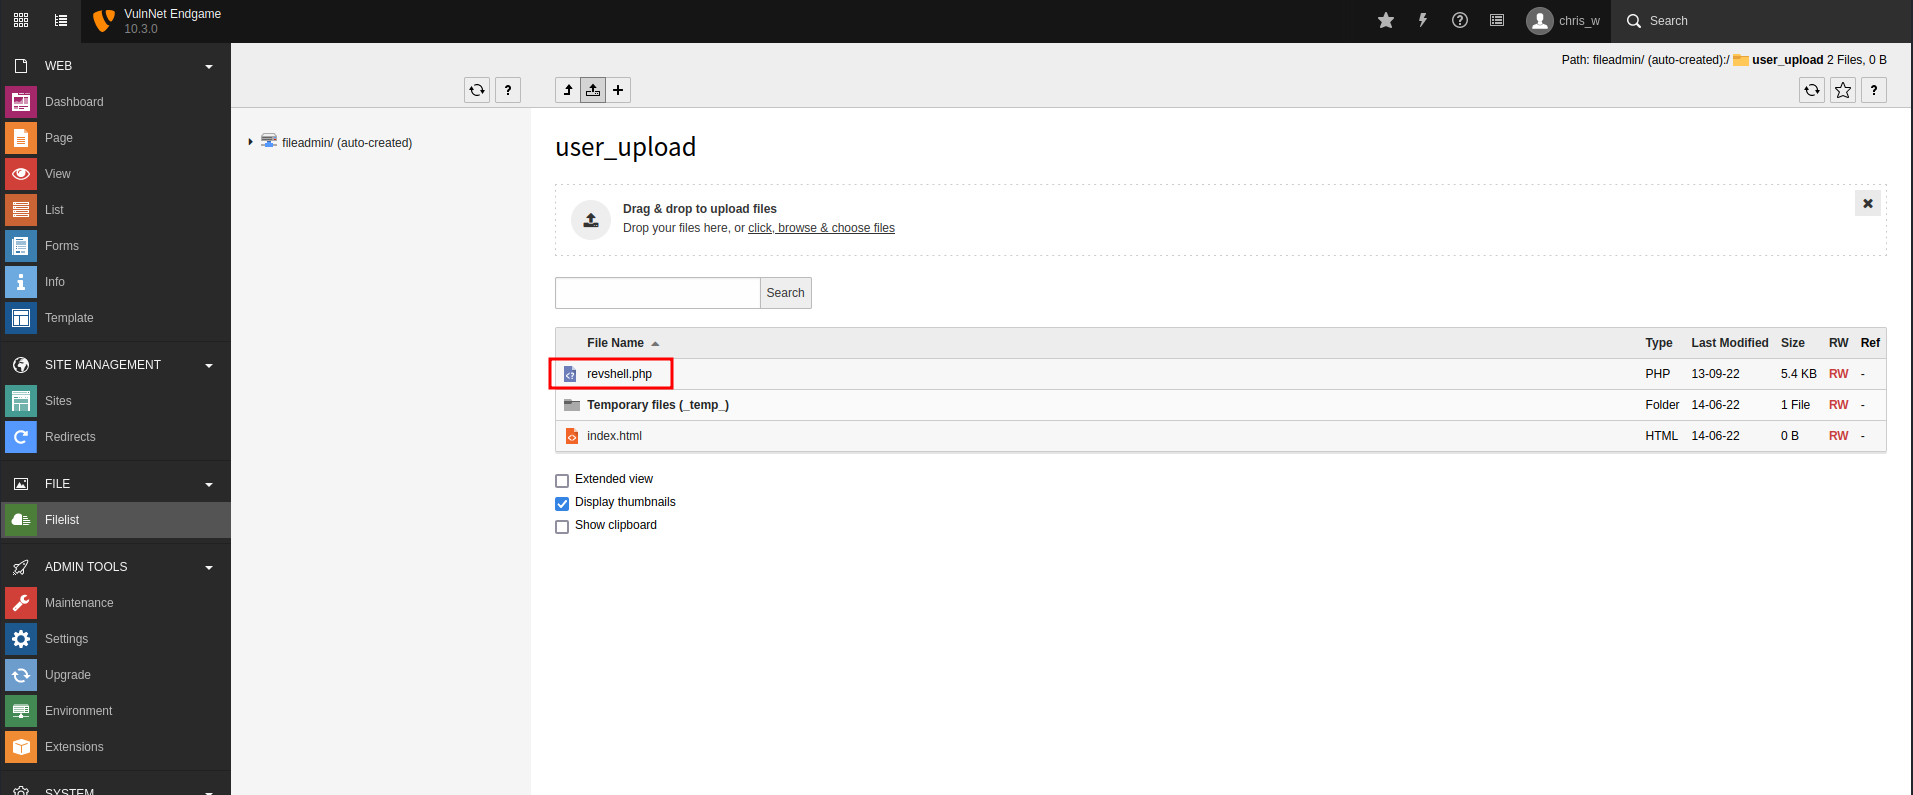 VulnNet Endgame
10.3.0
chris_w
Search
Path: fileadmin/ (auto-created):/ user_upload 2 Files, 0 B
WEB
Dashboard
Page
View
List
Forms
Info
Template
SITE MANAGEMENT
Sites
Redirects
FILE
Filelist
ADMIN TOOLS
Maintenance
Settings
Upgrade
Environment
Extensions
SYSTEM
fileadmin/ (auto-created)
user_upload
Drag & drop to upload files
Drop your files here, or click, browse & choose files
Search
File Name Type Last Modified Size RW Ref
revshell.php PHP 13-09-22 5.4 KB RW -
Temporary files (_temp_) Folder 14-06-22 1 File RW -
index.html HTML 14-06-22 0 B RW -
Extended view
Display thumbnails
Show clipboard